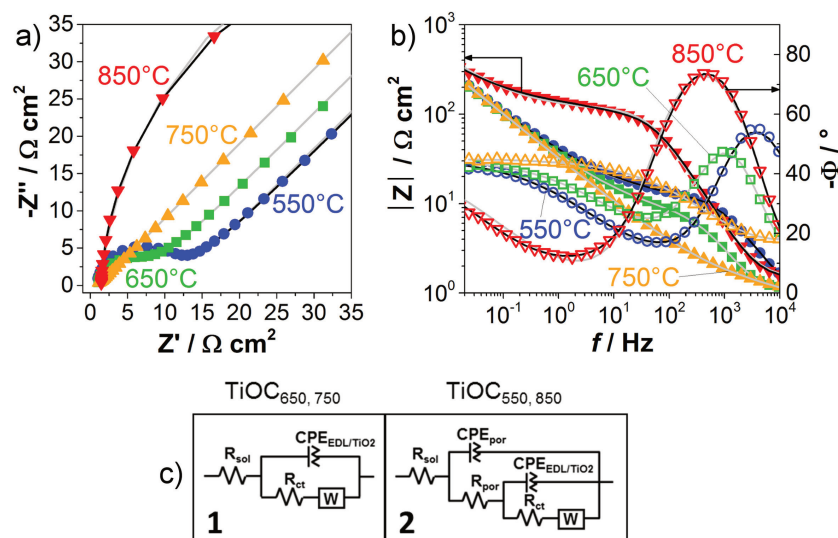 a)
35
30
25
20
15
10
5
0
-Z'' / Ω cm²
850°C
750°C
550°C
650°C
0 5 10 15 20 25 30 35
Z' / Ω cm²
b)
10³
10²
10¹
10⁰
|Z| / Ω cm²
850°C
650°C
550°C
750°C
80
60
40
20
0
Φ / °
10⁻¹ 10⁰ 10¹ 10² 10³ 10⁴
f / Hz
TiOC650, 750 TiOC550, 850
c)
Rsol
CPEEDL/TiO2
Rct
W
1
Rsol
CPEpor
Rpor
CPEEDL/TiO2
Rct
W
2